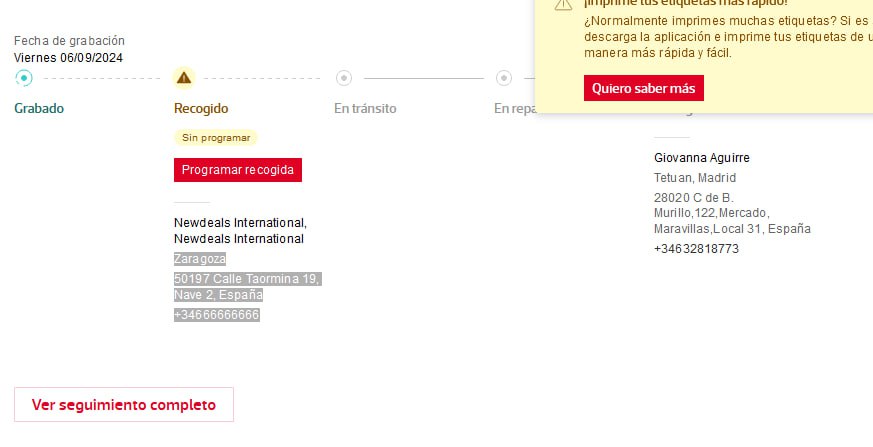 ¡Imprime tus etiquetas más rápido!
¿Normalmente imprimes muchas etiquetas? Si es
descarga la aplicación e imprime tus etiquetas de
manera más rápida y fácil.
Quiero saber más
Fecha de grabación
Viernes 06/09/2024
Grabado
Recogido
En tránsito
En repa
Sin programar
Programar recogida
Newdeals International,
Newdeals International
Zaragoza
50197 Calle Taormina 19,
Nave 2, España
+34666666666
Giovanna Aguirre
Tetuan, Madrid
28020 C de B.
Murillo,122,Mercado,
Maravillas,Local 31, España
+34632818773
Ver seguimiento completo